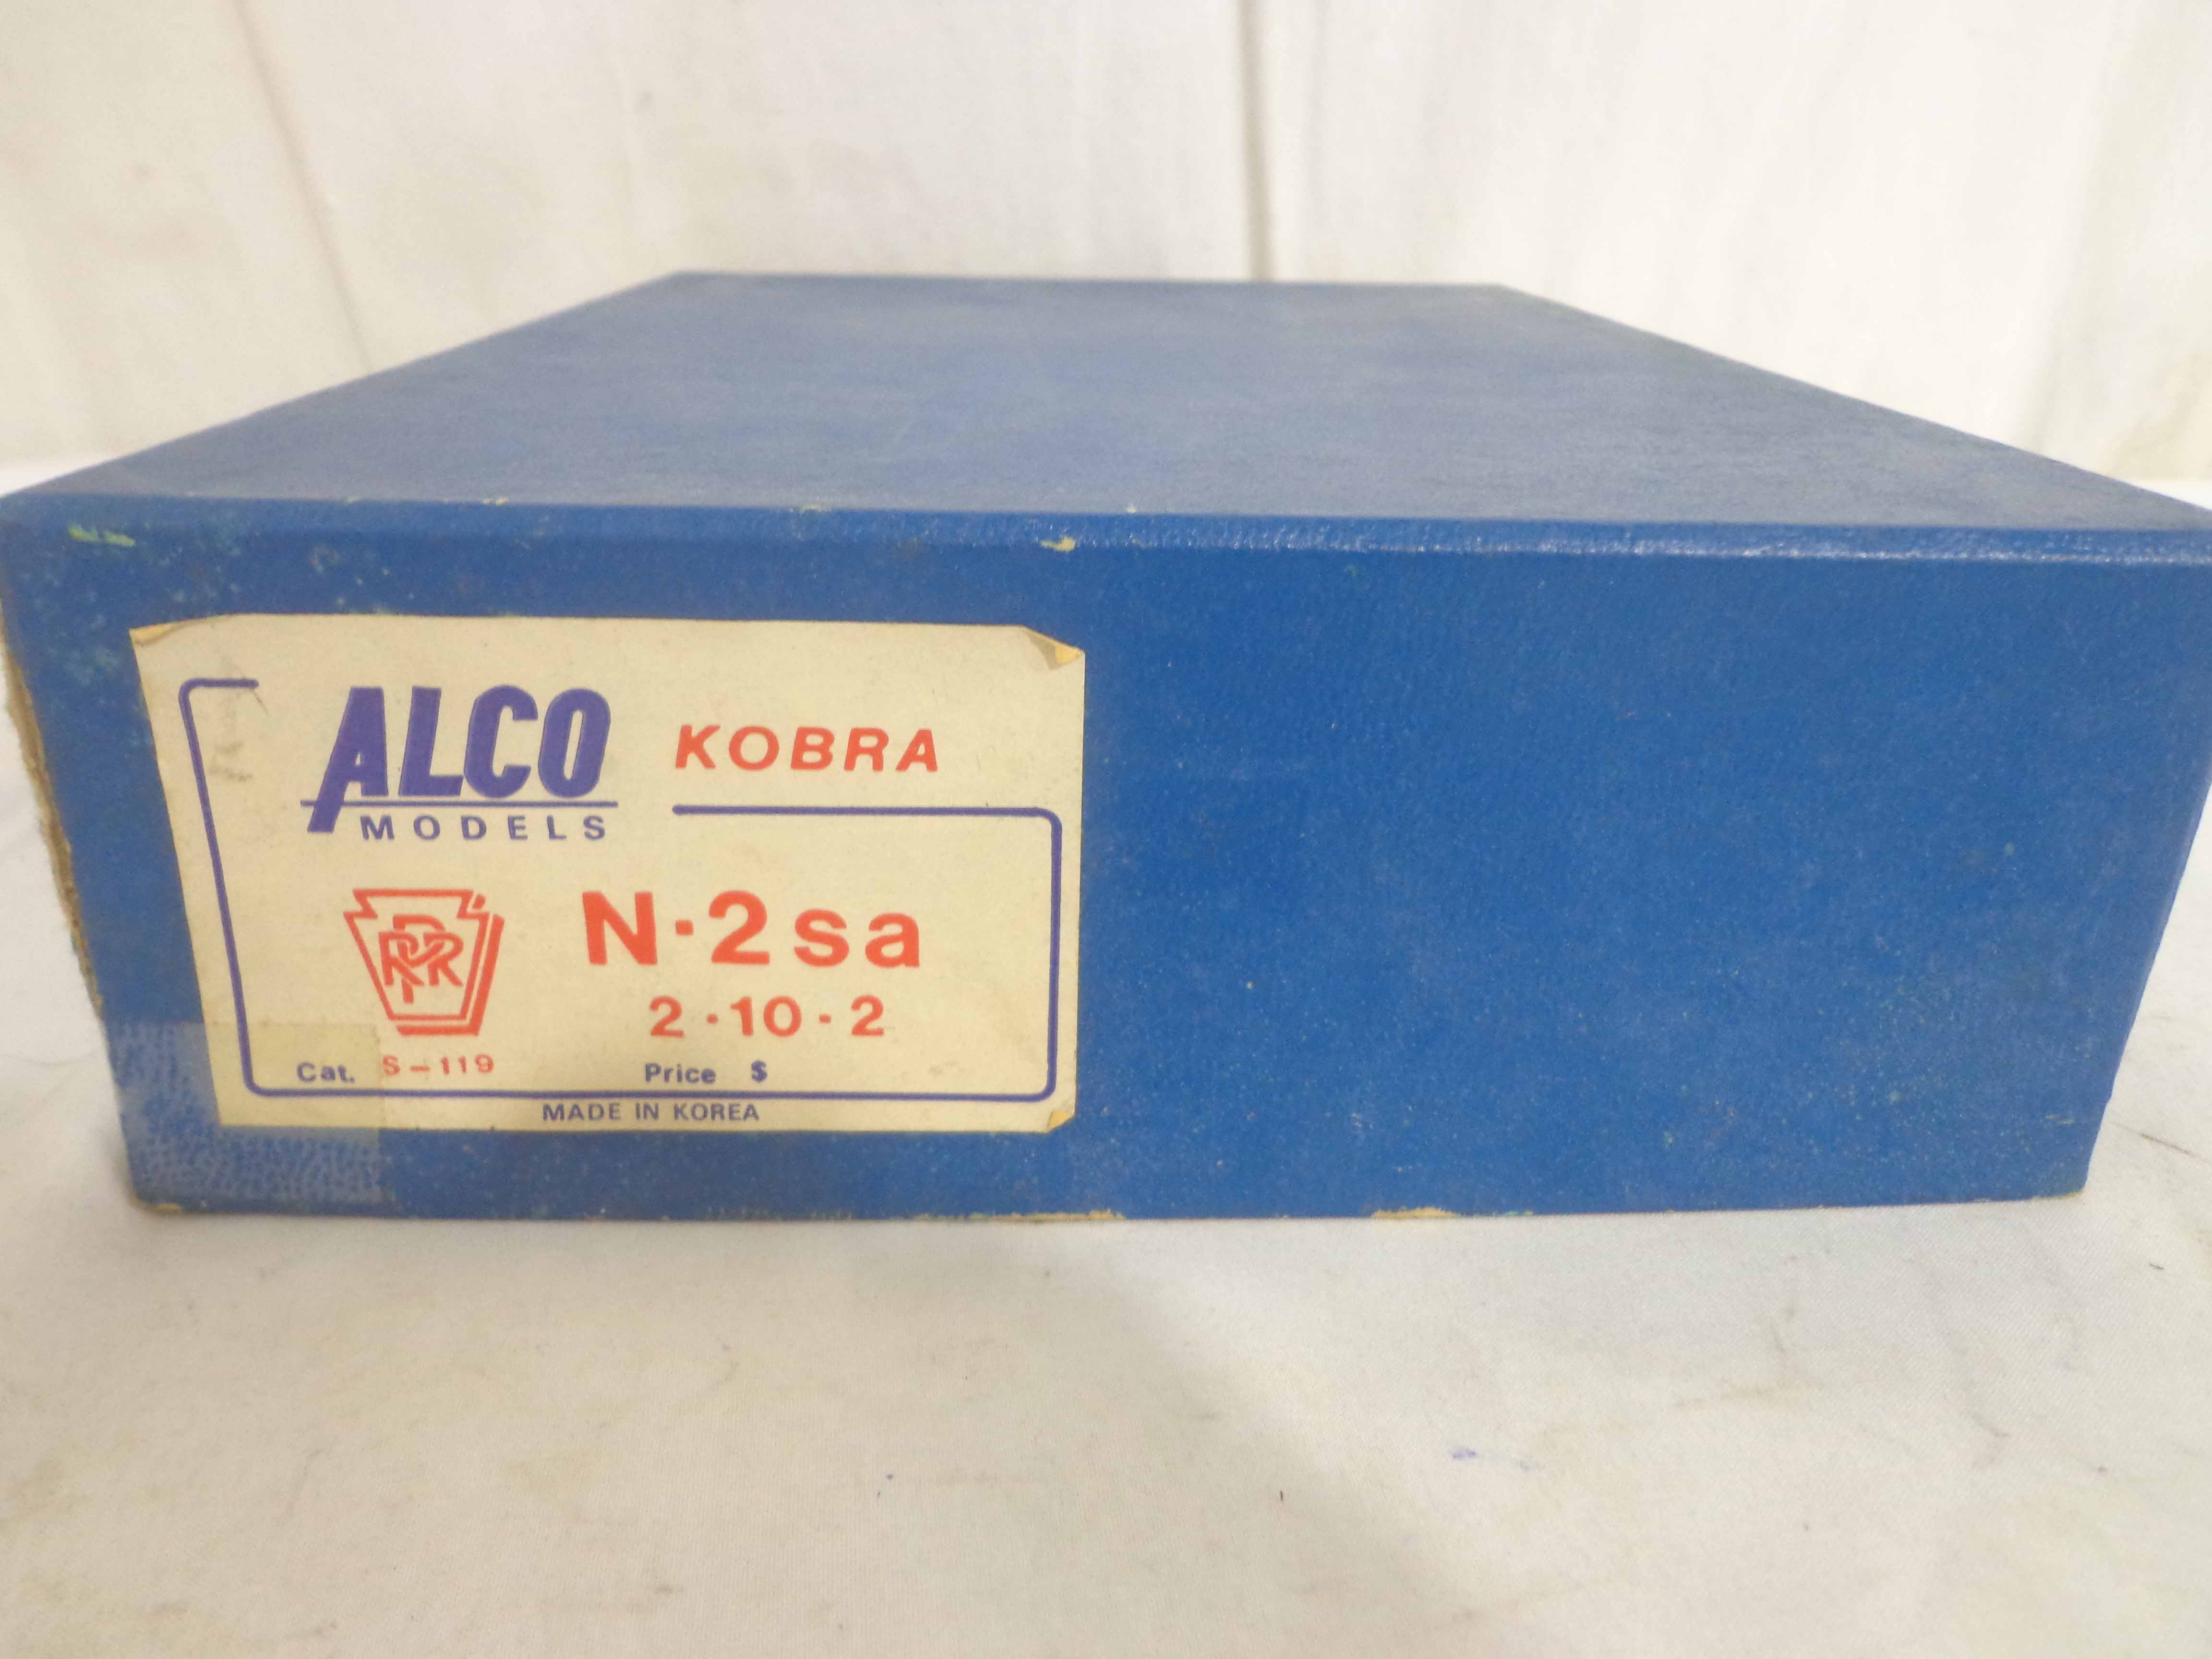 ALCO KOBRA
MODELS
PRR N·2sa
2·10·2
Cat. S-119 Price $
MADE IN KOREA